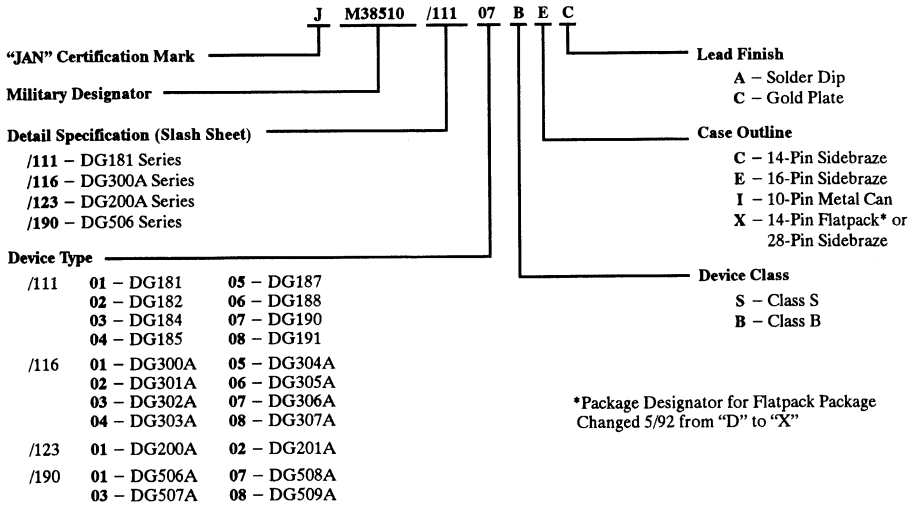 J M38510 /111 07 B E C
“JAN” Certification Mark
Military Designator
Detail Specification (Slash Sheet)
/111 – DG181 Series
/116 – DG300A Series
/123 – DG200A Series
/190 – DG506 Series
Device Type
/111 01 – DG181 05 – DG187
02 – DG182 06 – DG188
03 – DG184 07 – DG190
04 – DG185 08 – DG191
/116 01 – DG300A 05 – DG304A
02 – DG301A 06 – DG305A
03 – DG302A 07 – DG306A
04 – DG303A 08 – DG307A
/123 01 – DG200A 02 – DG201A
/190 01 – DG506A 07 – DG508A
03 – DG507A 08 – DG509A
Lead Finish
A – Solder Dip
C – Gold Plate
Case Outline
C – 14-Pin Sidebraze
E – 16-Pin Sidebraze
I – 10-Pin Metal Can
X – 14-Pin Flatpack* or
28-Pin Sidebraze
Device Class
S – Class S
B – Class B
*Package Designator for Flatpack Package
Changed 5/92 from “D” to “X”